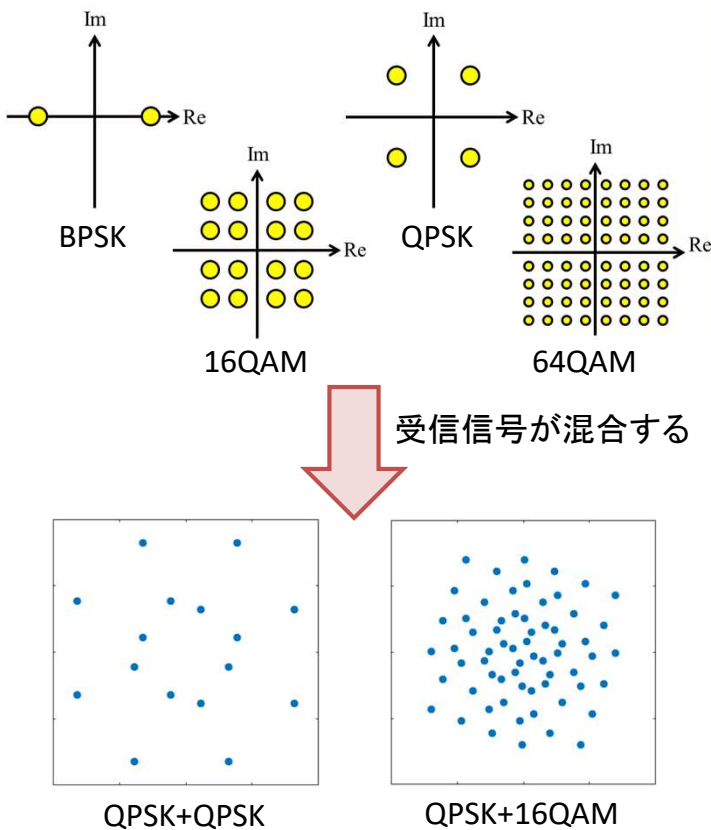 Im
Re
BPSK
Im
Re
QPSK
Im
Re
16QAM
Im
Re
64QAM
受信信号が混合する
QPSK+QPSK
QPSK+16QAM